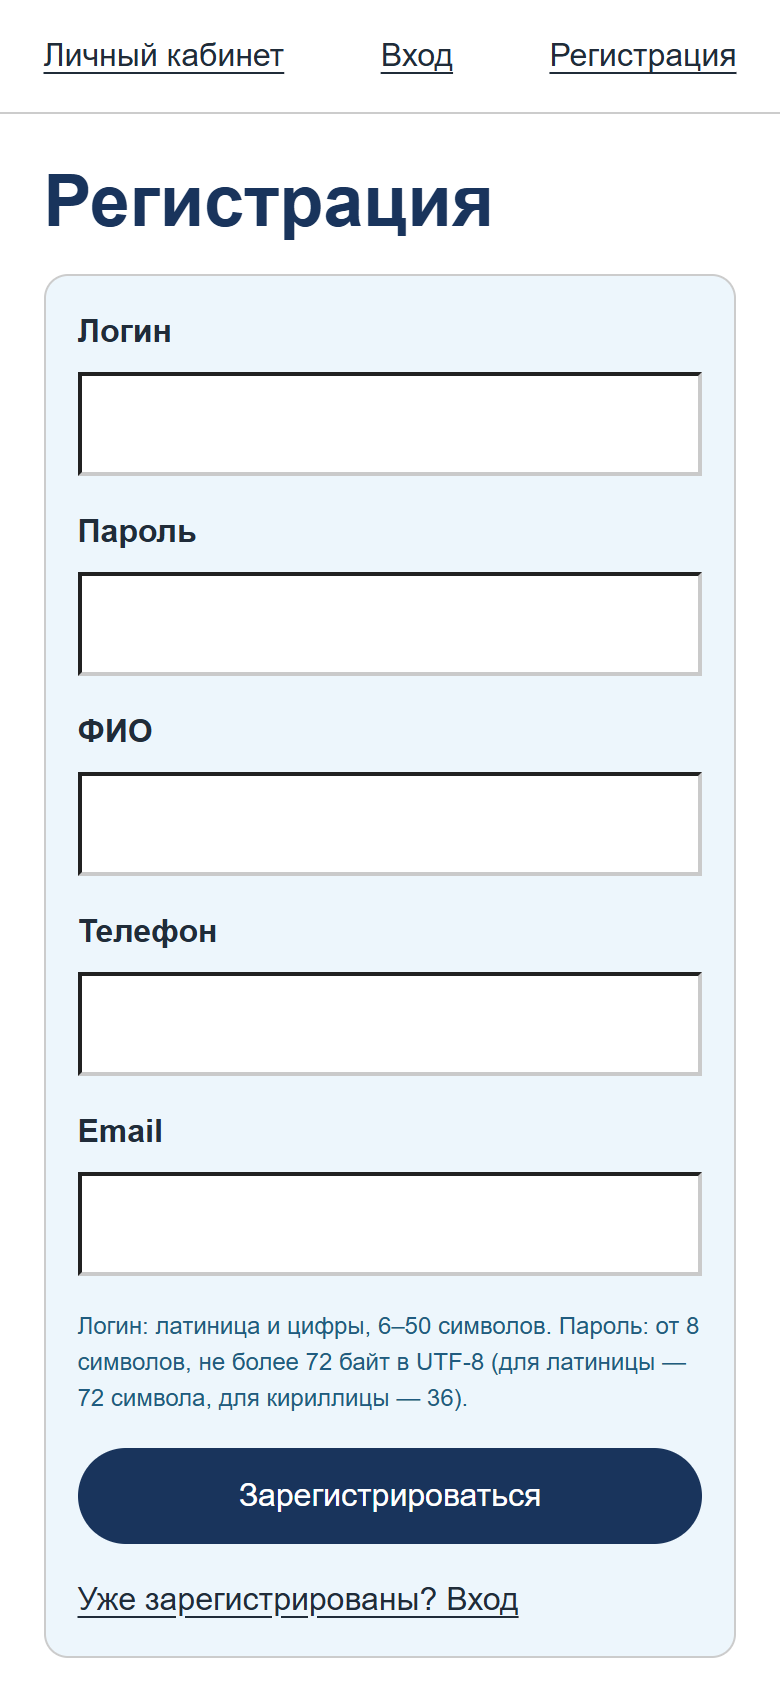 Личный кабинет Вход Регистрация
Регистрация
Логин
Пароль
ФИО
Телефон
Email
Логин: латиница и цифры, 6–50 символов. Пароль: от 8
символов, не более 72 байт в UTF-8 (для латиницы —
72 символа, для кириллицы — 36).
Зарегистрироваться
Уже зарегистрированы? Вход